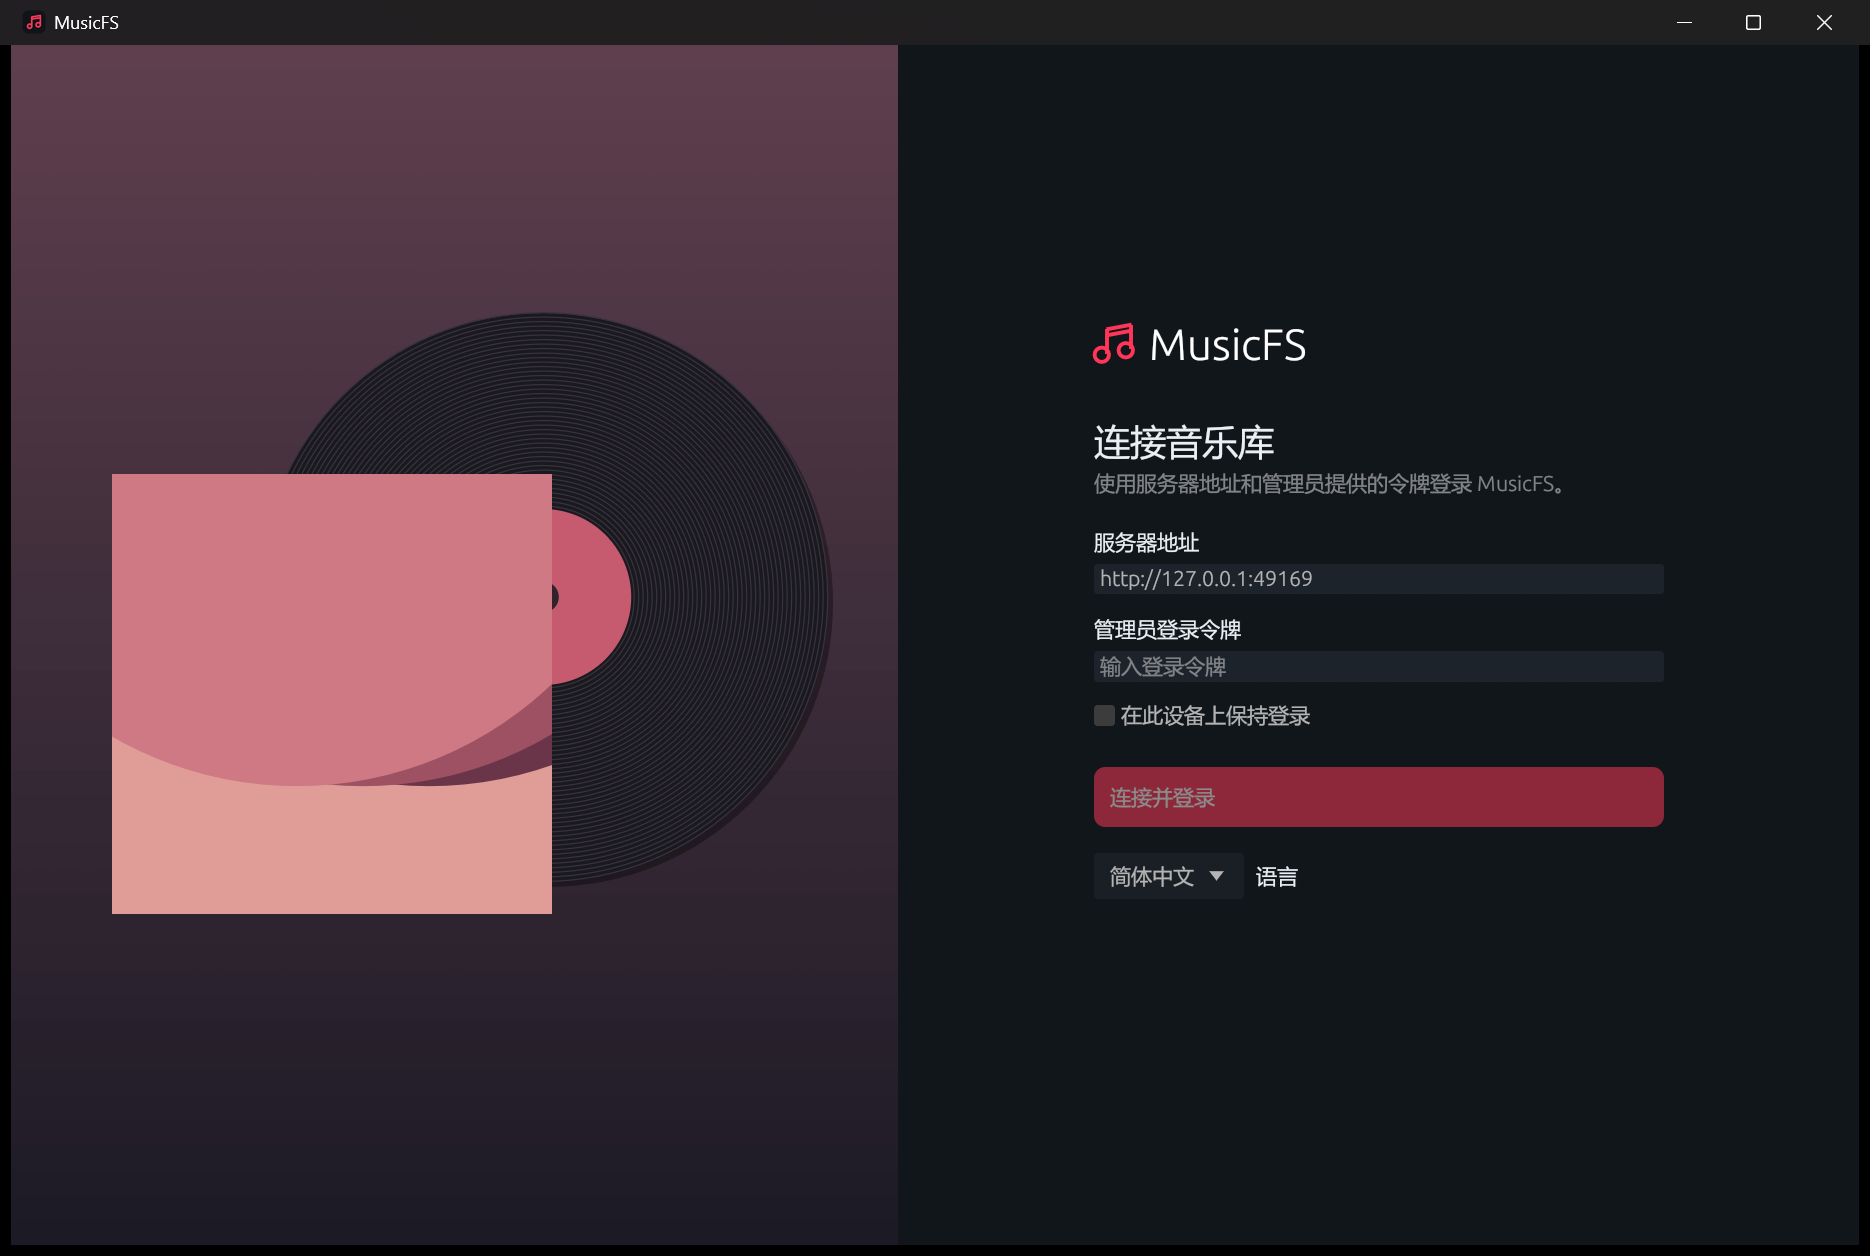 MusicFS
MusicFS
连接音乐库
使用服务器地址和管理员提供的令牌登录 MusicFS。
服务器地址
http://127.0.0.1:49169
管理员登录令牌
输入登录令牌
在此设备上保持登录
连接并登录
简体中文 语言